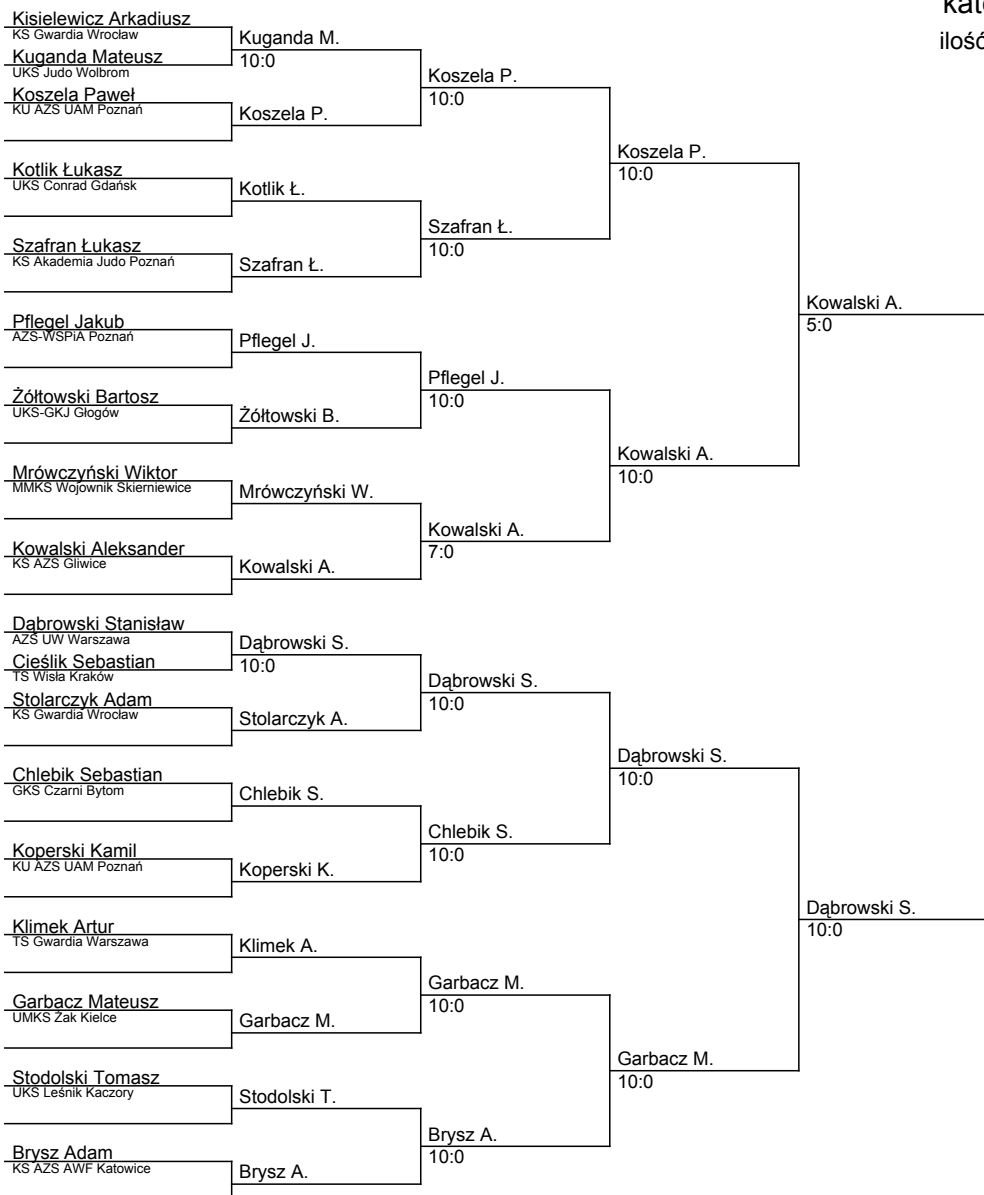 kate
ilość
Kisielewicz Arkadiusz
KS Gwardia Wrocław
Kuganda Mateusz
UKS Judo Wolbrom
Koszela Paweł
KU AZS UAM Poznań
Kotlik Łukasz
UKS Conrad Gdańsk
Szafran Łukasz
KS Akademia Judo Poznań
Pflegel Jakub
AZS-WSPiA Poznań
Żółtowski Bartosz
UKS-GKJ Głogów
Mrówczyński Wiktor
MMKS Wojownik Skierniewice
Kowalski Aleksander
KS AZS Gliwice
Dąbrowski Stanisław
AZS UW Warszawa
Cieślik Sebastian
TS Wisła Kraków
Stolarczyk Adam
KS Gwardia Wrocław
Chlebik Sebastian
GKS Czarni Bytom
Koperski Kamil
KU AZS UAM Poznań
Klimek Artur
TS Gwardia Warszawa
Garbacz Mateusz
UMKS Żak Kielce
Stodolski Tomasz
UKS Leśnik Kaczory
Brysz Adam
KS AZS AWF Katowice
Kuganda M.
10:0
Koszela P.
Kotlik Ł.
Szafran Ł.
Pflegel J.
Żółtowski B.
Mrówczyński W.
Kowalski A.
Dąbrowski S.
10:0
Stolarczyk A.
Chlebik S.
Koperski K.
Klimek A.
Garbacz M.
Stodolski T.
Brysz A.
Koszela P.
10:0
Szafran Ł.
10:0
Pflegel J.
10:0
Kowalski A.
7:0
Dąbrowski S.
10:0
Chlebik S.
10:0
Garbacz M.
10:0
Brysz A.
10:0
Koszela P.
10:0
Kowalski A.
10:0
Dąbrowski S.
10:0
Garbacz M.
10:0
Kowalski A.
5:0
Dąbrowski S.
10:0